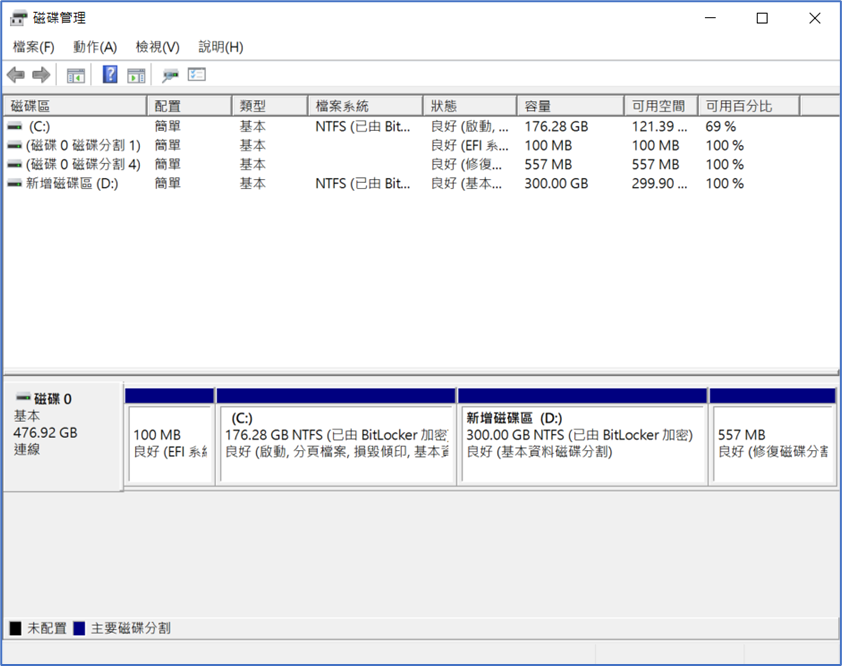 磁碟管理
檔案(F) 動作(A) 檢視(V) 說明(H)
磁碟區 配置 類型 檔案系統 狀態 容量 可用空間 可用百分比
(C:) 簡單 基本 NTFS (已由 Bit... 良好 (啟動, ... 176.28 GB 121.39 ... 69 %
(磁碟 0 磁碟分割 1) 簡單 基本 良好 (EFI 系... 100 MB 100 MB 100 %
(磁碟 0 磁碟分割 4) 簡單 基本 良好 (修復... 557 MB 557 MB 100 %
新增磁碟區 (D:) 簡單 基本 NTFS (已由 Bit... 良好 (基本... 300.00 GB 299.90 ... 100 %
磁碟 0
基本
476.92 GB
連線
100 MB
良好 (EFI 系統
(C:)
176.28 GB NTFS (已由 BitLocker 加密)
良好 (啟動, 分頁檔案, 損毀傾印, 基本資
新增磁碟區 (D:)
300.00 GB NTFS (已由 BitLocker 加密)
良好 (基本資料磁碟分割)
557 MB
良好 (修復磁碟分割
未配置 主要磁碟分割